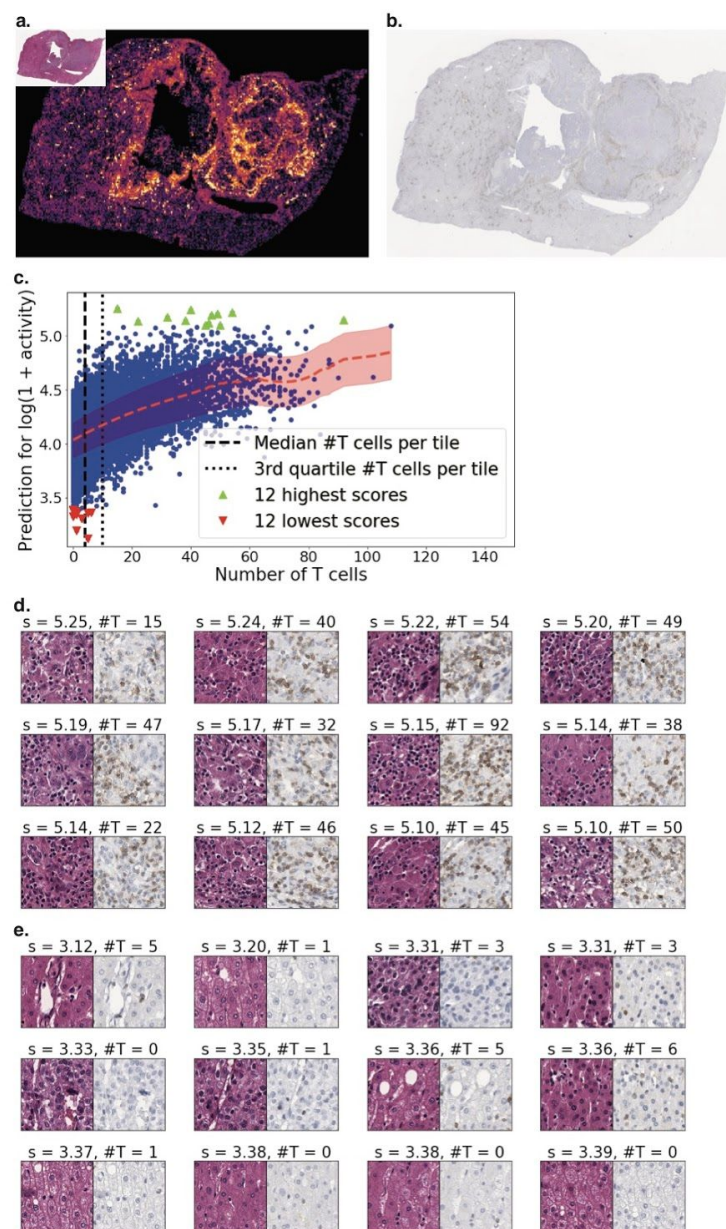 a.
b.
c.
Prediction for log(1 + activity)
5.0
4.5
4.0
3.5
Median #T cells per tile
3rd quartile #T cells per tile
12 highest scores
12 lowest scores
0 20 40 60 80 100 120 140
Number of T cells
d.
s = 5.25, #T = 15 s = 5.24, #T = 40 s = 5.22, #T = 54 s = 5.20, #T = 49
s = 5.19, #T = 47 s = 5.17, #T = 32 s = 5.15, #T = 92 s = 5.14, #T = 38
s = 5.14, #T = 22 s = 5.12, #T = 46 s = 5.10, #T = 45 s = 5.10, #T = 50
e.
s = 3.12, #T = 5 s = 3.20, #T = 1 s = 3.31, #T = 3 s = 3.31, #T = 3
s = 3.33, #T = 0 s = 3.35, #T = 1 s = 3.36, #T = 5 s = 3.36, #T = 6
s = 3.37, #T = 1 s = 3.38, #T = 0 s = 3.38, #T = 0 s = 3.39, #T = 0